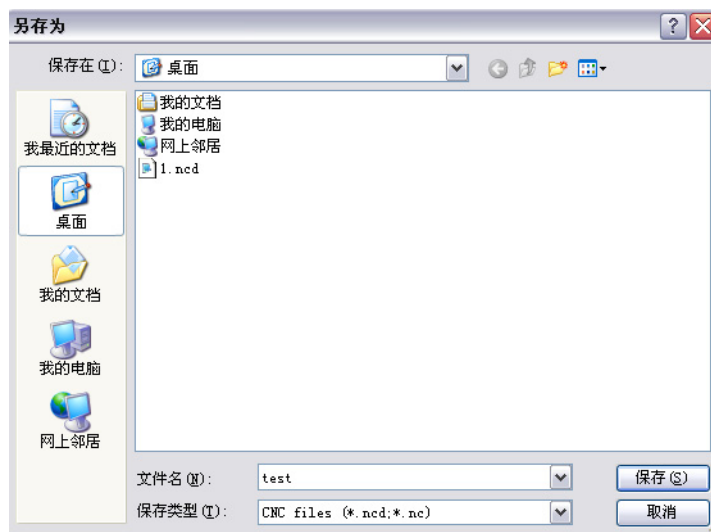 另存为
保存在(I):
桌面
我最近的文档
桌面
我的文档
我的电脑
网上邻居
我的文档
我的电脑
网上邻居
1.ncd
文件名(N):
test
保存(S)
保存类型(T):
CNC files (*.ncd;*.nc)
取消